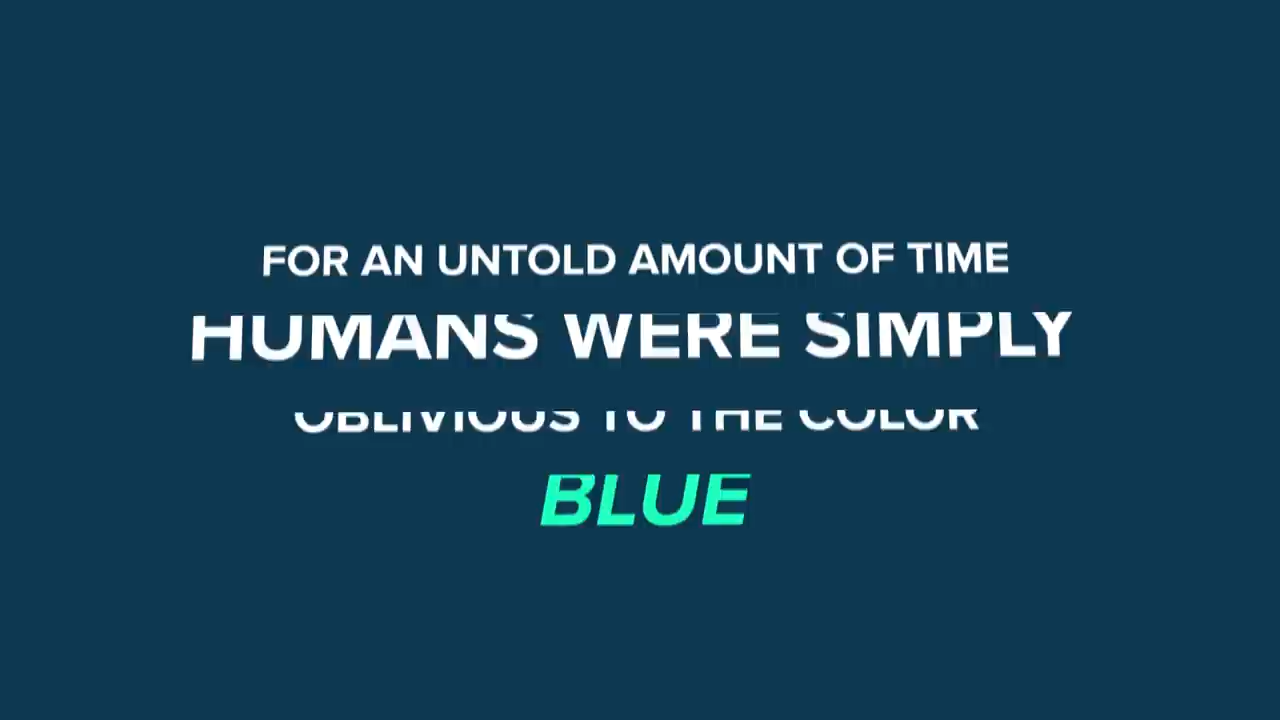 FOR AN UNTOLD AMOUNT OF TIME
HUMANS WERE SIMPLY
OBLIVIOUS TO THE COLOR
BLUE